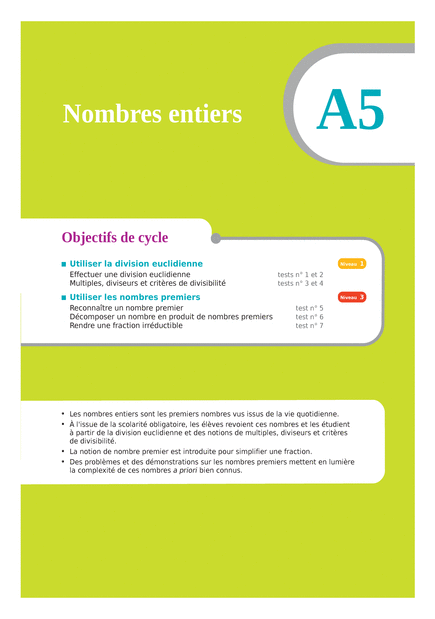 Nombres entiers
A5
Objectifs de cycle
■ Utiliser la division euclidienne Niveau 1
Effectuer une division euclidienne tests n° 1 et 2
Multiples, diviseurs et critères de divisibilité tests n° 3 et 4
■ Utiliser les nombres premiers Niveau 3
Reconnaître un nombre premier test n° 5
Décomposer un nombre en produit de nombres premiers test n° 6
Rendre une fraction irréductible test n° 7
• Les nombres entiers sont les premiers nombres vus issus de la vie quotidienne.
• À l'issue de la scolarité obligatoire, les élèves revoient ces nombres et les étudient
à partir de la division euclidienne et des notions de multiples, diviseurs et critères
de divisibilité.
• La notion de nombre premier est introduite pour simplifier une fraction.
• Des problèmes et des démonstrations sur les nombres premiers mettent en lumière
la complexité de ces nombres a priori bien connus.